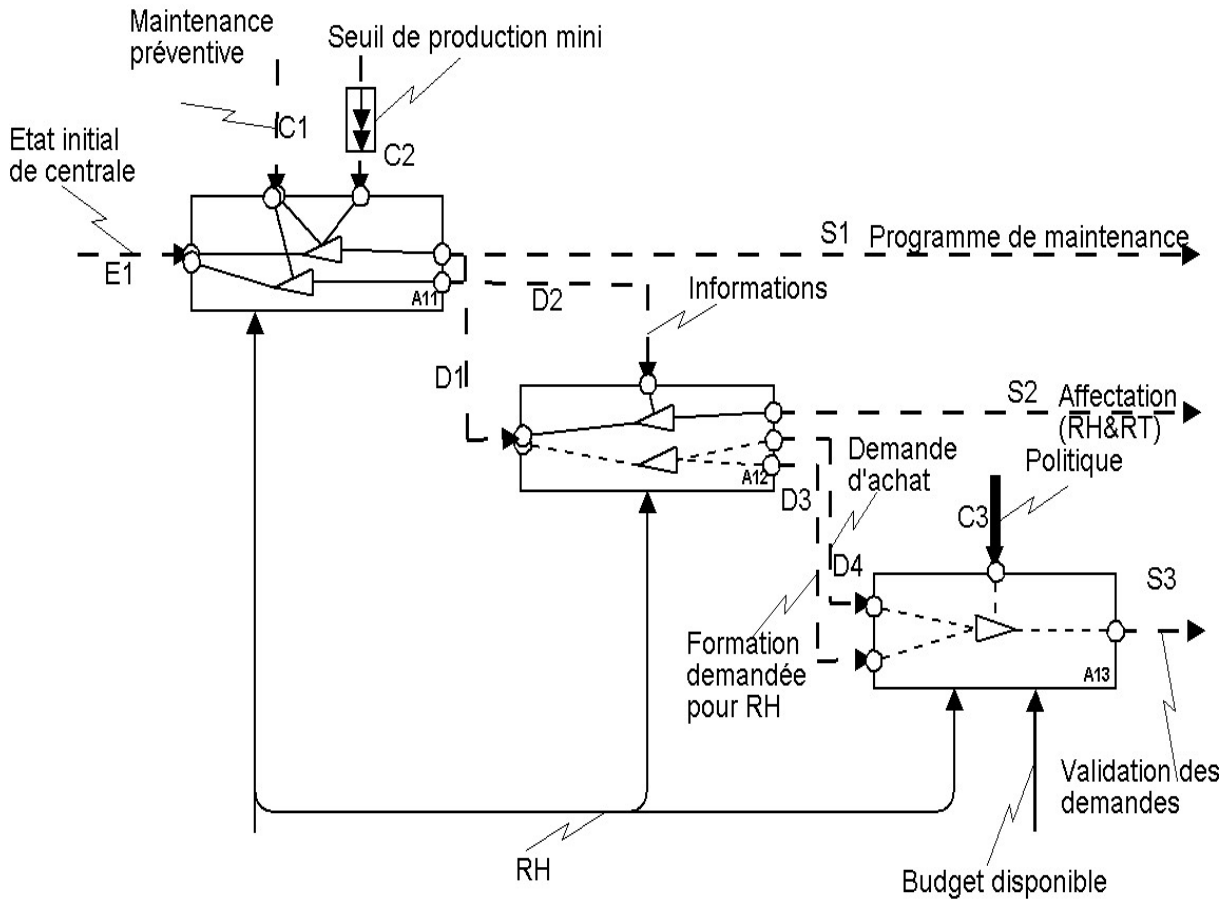 Maintenance
préventive
Seuil de production mini
C1
C2
Etat initial
de centrale
E1
A11
S1
Programme de maintenance
D2
Informations
D1
S2
Affectation
(RH&RT)
A12
D3
Demande
d'achat
Politique
C3
D4
S3
Formation
demandée
pour RH
A13
Validation des
demandes
RH
Budget disponible